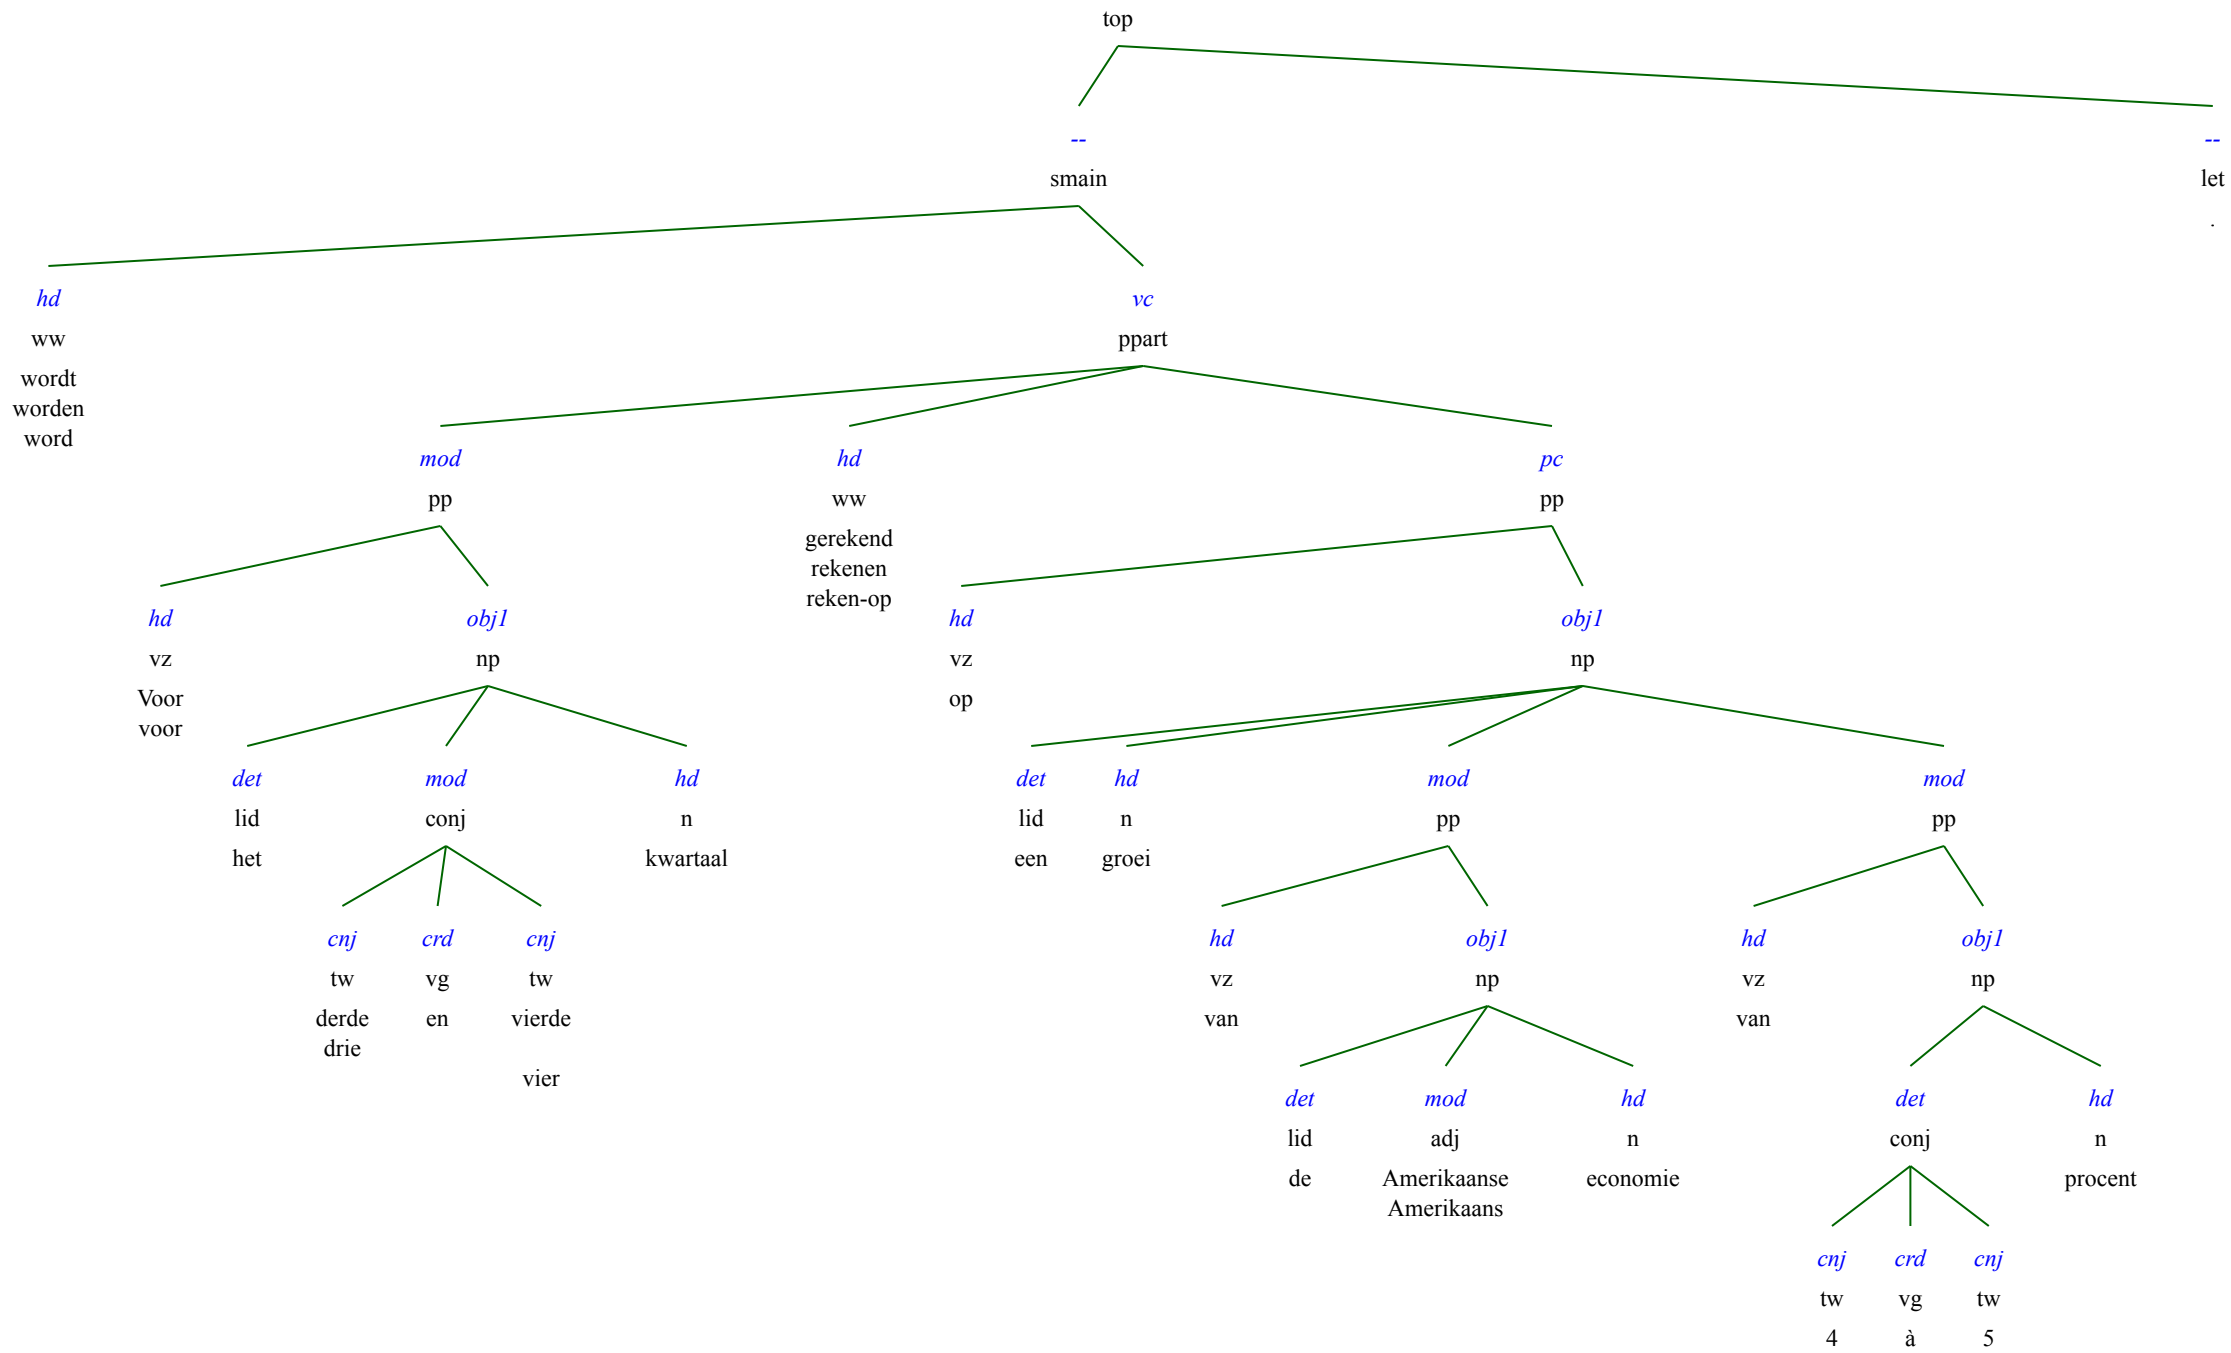 top
-- --
smain let
.
hd vc
ww ppart
wordt
worden
word
mod hd pc
pp ww pp
gerekend
rekenen
reken-op
hd obj1 hd obj1
vz np vz np
Voor op
voor
det mod hd det hd mod mod
lid conj n lid n pp pp
het kwartaal een groei
cnj crd cnj hd obj1 hd obj1
tw vg tw vz np vz np
derde en vierde van van
drie
vier
det mod hd det hd
lid adj n conj n
de Amerikaanse economie procent
Amerikaans
cnj crd cnj
tw vg tw
4 à 5